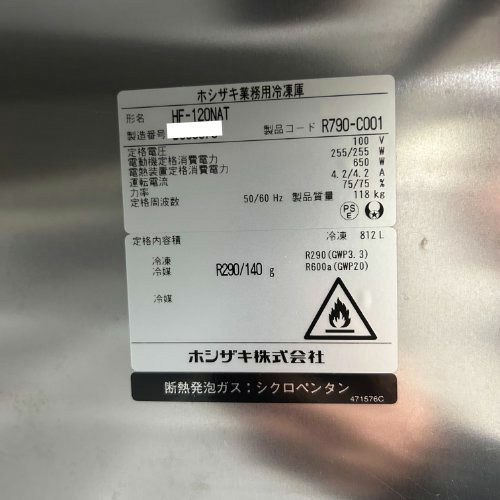 ホシザキ業務用冷凍庫
形名 HF-120NAT
製造番号 製品コード R790-C001
定格電圧 100 V
電動機定格消費電力 255/255 W
電熱装置定格消費電力 650 W
運転電流 4.2/4.2 A
力率 75/75 %
定格周波数 50/60 Hz 製品質量 118 kg
PS
E
定格内容積 冷凍 812 L
冷凍 R290(GWP3.3)
冷媒 R290/140 g R600a(GWP20)
冷媒
ホシザキ株式会社
断熱発泡ガス：シクロペンタン
471576C